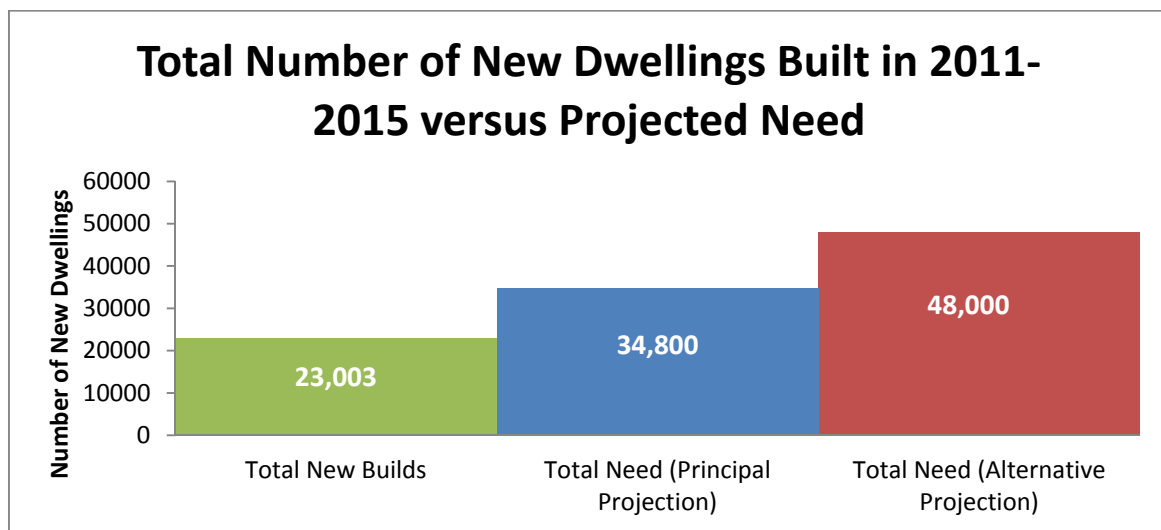 Total Number of New Dwellings Built in 2011-
2015 versus Projected Need
Number of New Dwellings
60000
50000
40000
30000
20000
10000
0
23,003
34,800
48,000
Total New Builds
Total Need (Principal
Projection)
Total Need (Alternative
Projection)